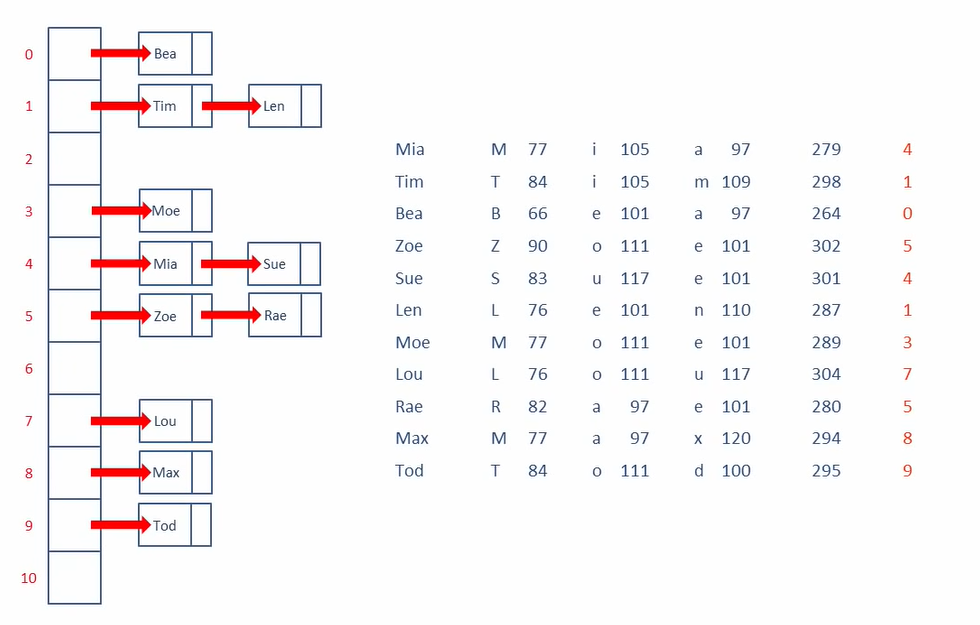 0 Bea
1 Tim Len
2
3 Moe
4 Mia Sue
5 Zoe Rae
6
7 Lou
8 Max
9 Tod
10
Mia M 77 i 105 a 97 279 4
Tim T 84 i 105 m 109 298 1
Bea B 66 e 101 a 97 264 0
Zoe Z 90 o 111 e 101 302 5
Sue S 83 u 117 e 101 301 4
Len L 76 e 101 n 110 287 1
Moe M 77 o 111 e 101 289 3
Lou L 76 o 111 u 117 304 7
Rae R 82 a 97 e 101 280 5
Max M 77 a 97 x 120 294 8
Tod T 84 o 111 d 100 295 9